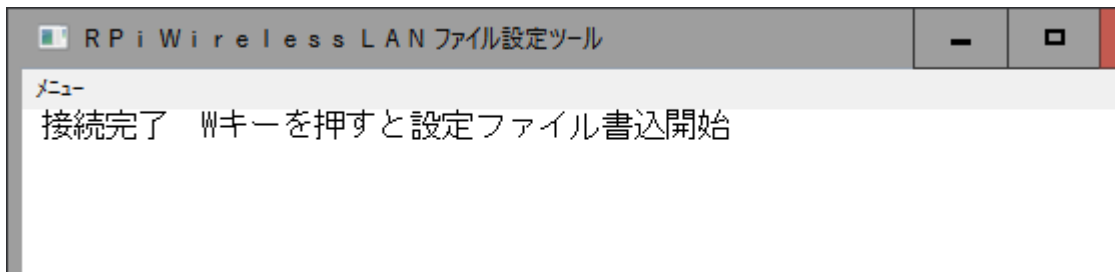 ＲＰｉＷｉｒｅｌｅｓｓＬＡＮファイル設定ツール
メニュー
接続完了　Wキーを押すと設定ファイル書込開始